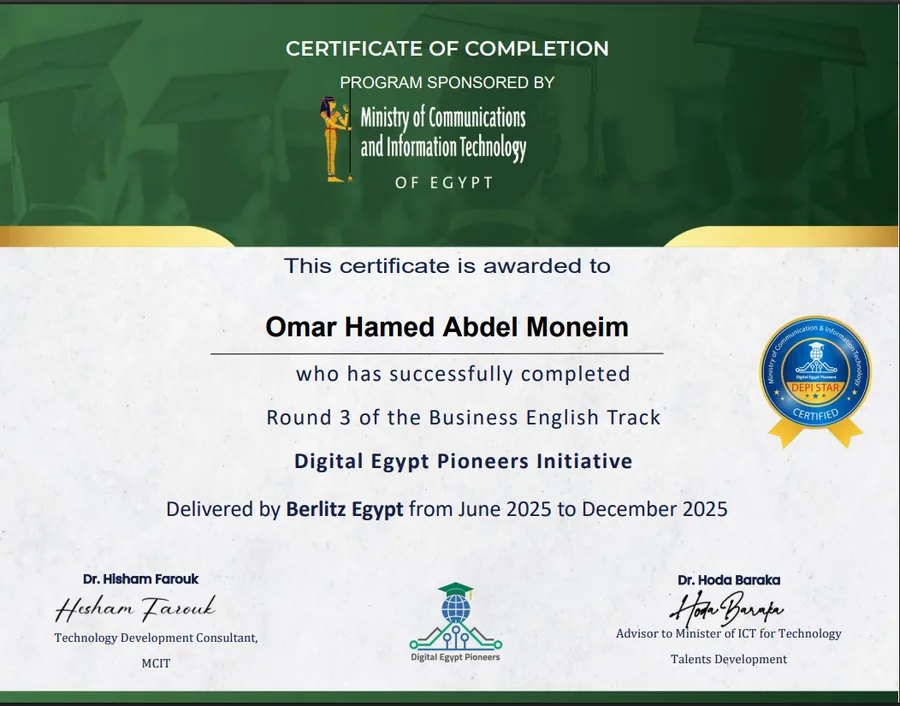 CERTIFICATE OF COMPLETION
PROGRAM SPONSORED BY
Ministry of Communications
and Information Technology
OF EGYPT
This certificate is awarded to
Omar Hamed Abdel Moneim
who has successfully completed
Round 3 of the Business English Track
Digital Egypt Pioneers Initiative
Delivered by Berlitz Egypt from June 2025 to December 2025
Ministry of Communication & Information Technology
Digital Egypt Pioneers
DEPI STAR
CERTIFIED
Dr. Hisham Farouk
Hesham Farouk
Technology Development Consultant,
MCIT
Digital Egypt Pioneers
Dr. Hoda Baraka
Hoda Baraka
Advisor to Minister of ICT for Technology
Talents Development